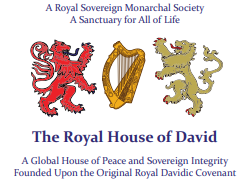 A Royal Sovereign Monarchal Society
A Sanctuary for All of Life
The Royal House of David
A Global House of Peace and Sovereign Integrity
Founded Upon the Original Royal Davidic Covenant